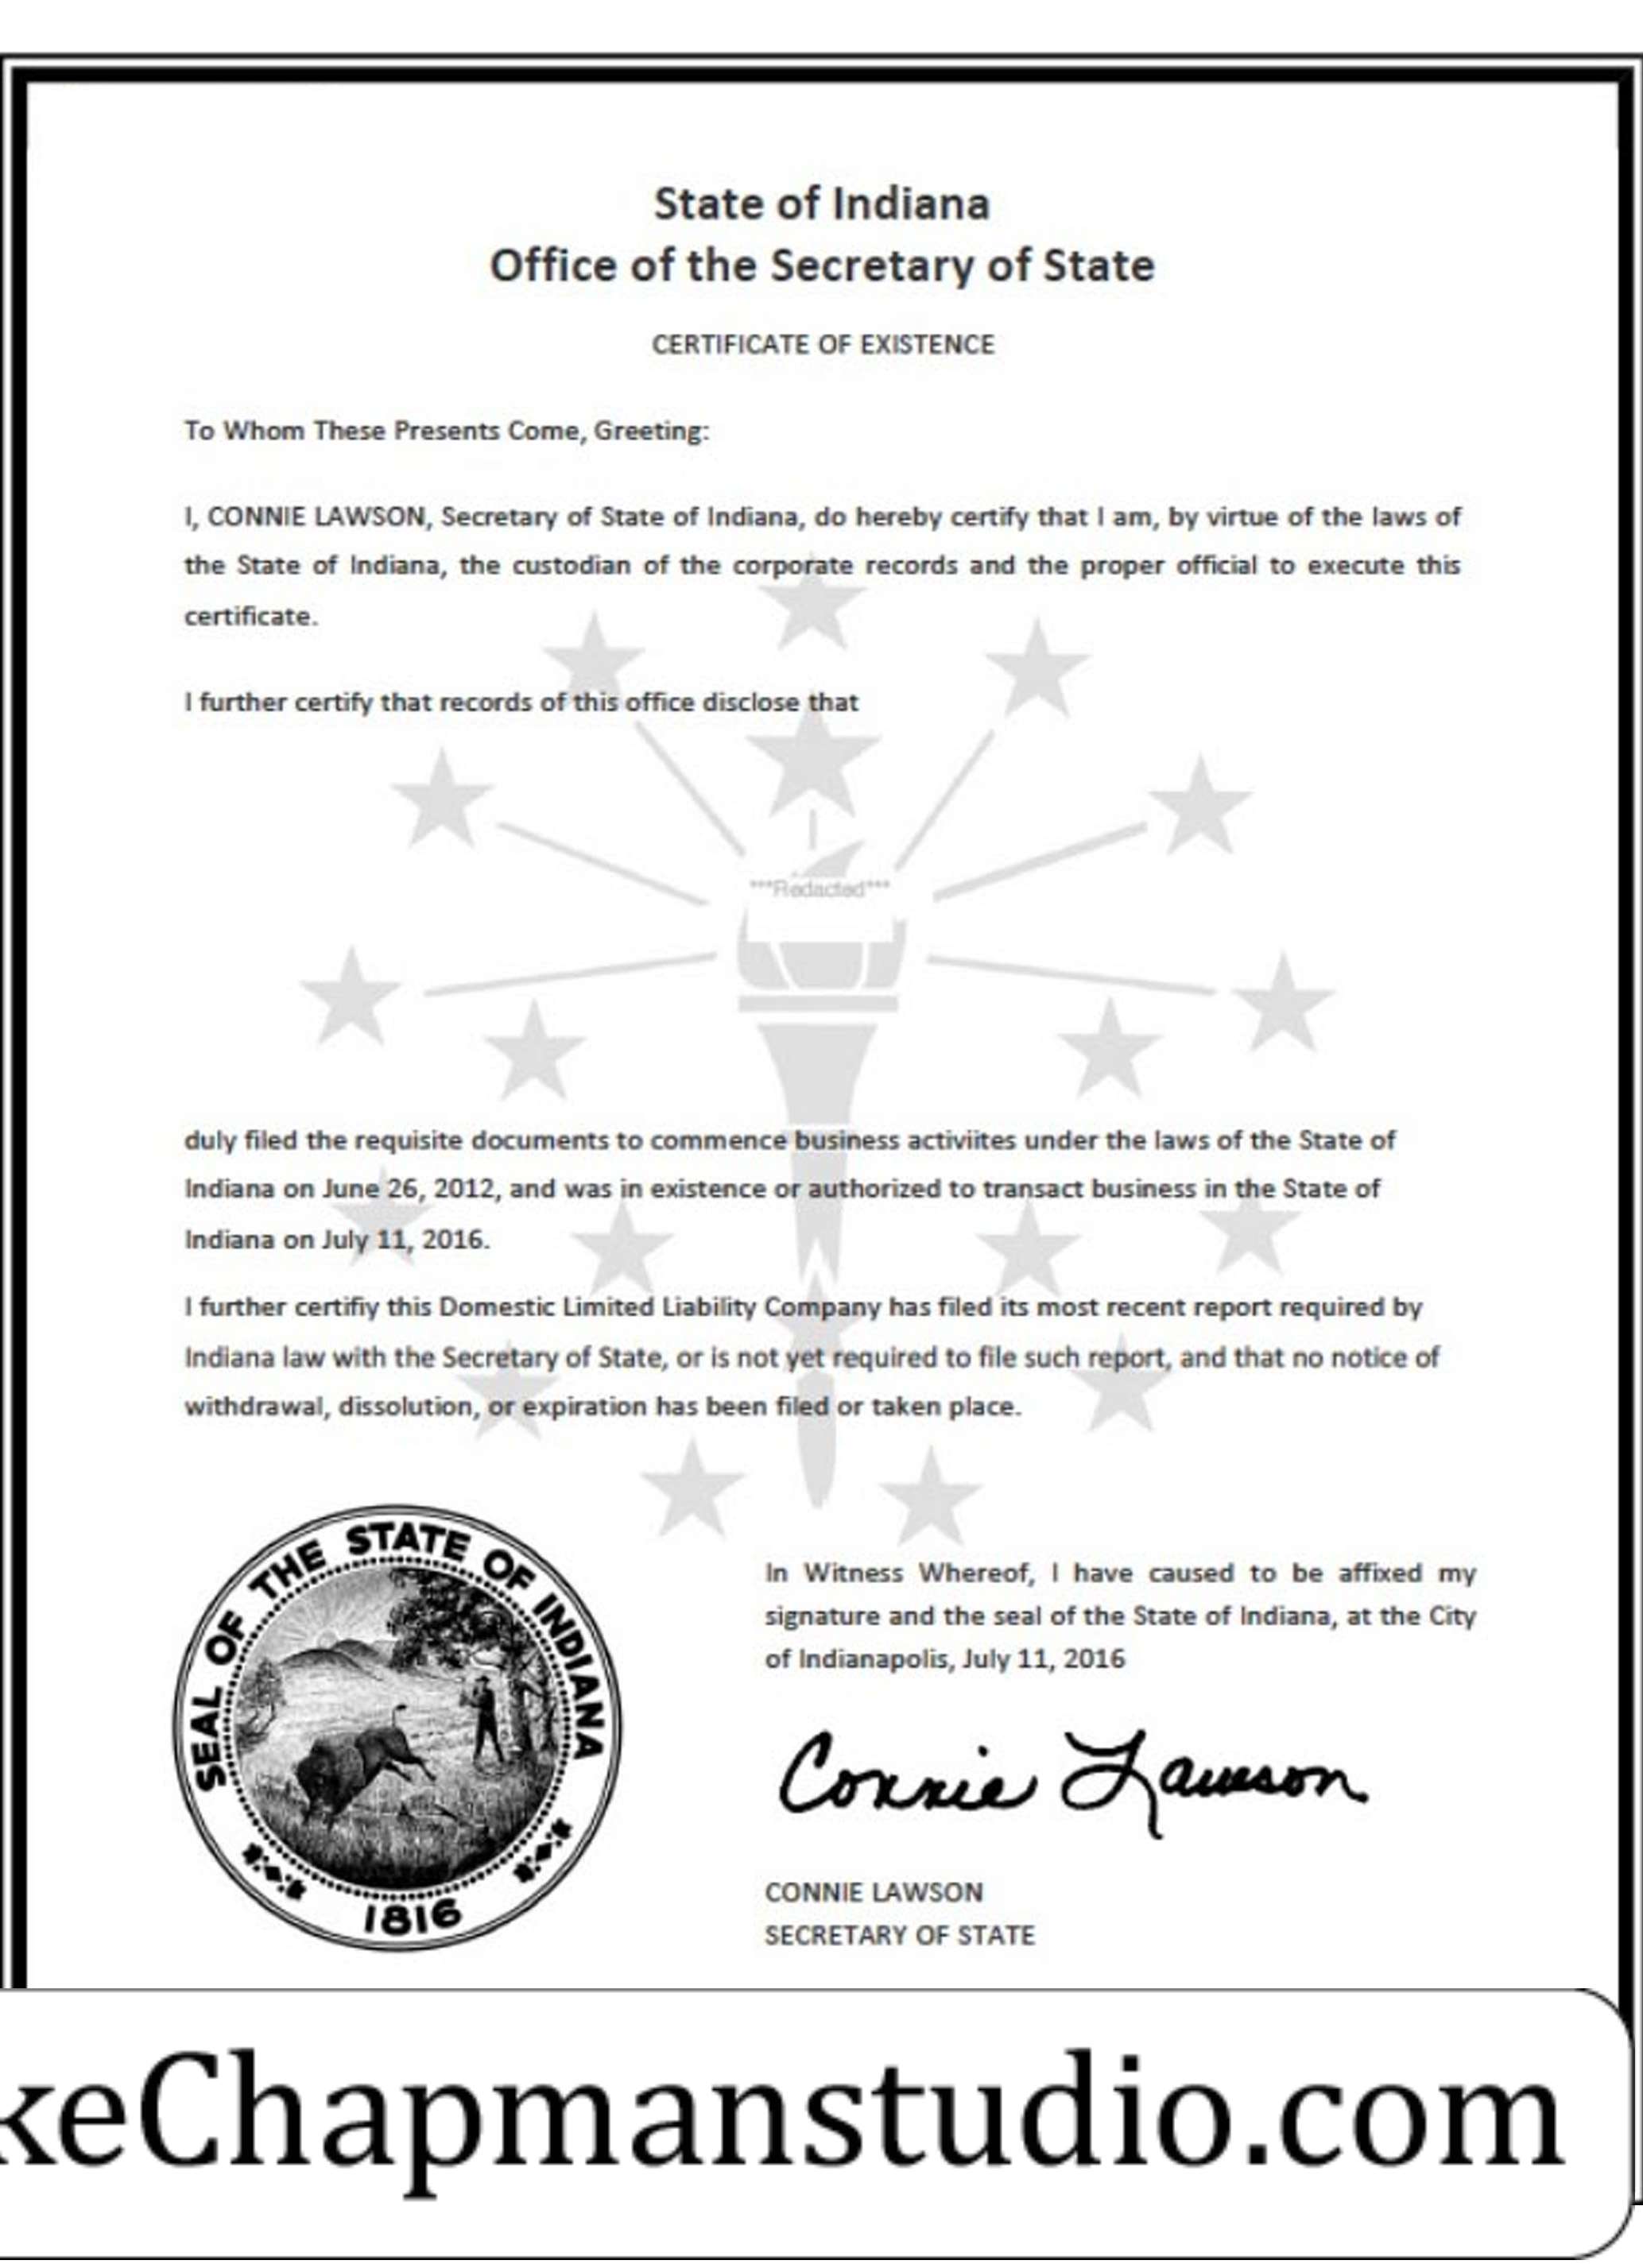 State of Indiana
Office of the Secretary of State
CERTIFICATE OF EXISTENCE
To Whom These Presents Come, Greeting:
I, CONNIE LAWSON, Secretary of State of Indiana, do hereby certify that I am, by virtue of the laws of
the State of Indiana, the custodian of the corporate records and the proper official to execute this
certificate.
I further certify that records of this office disclose that
***Redacted***
duly filed the requisite documents to commence business activiites under the laws of the State of
Indiana on June 26, 2012, and was in existence or authorized to transact business in the State of
Indiana on July 11, 2016.
I further certifiy this Domestic Limited Liability Company has filed its most recent report required by
Indiana law with the Secretary of State, or is not yet required to file such report, and that no notice of
withdrawal, dissolution, or expiration has been filed or taken place.
SEAL OF THE STATE OF INDIANA
1816
In Witness Whereof, I have caused to be affixed my
signature and the seal of the State of Indiana, at the City
of Indianapolis, July 11, 2016
Connie Lawson
CONNIE LAWSON
SECRETARY OF STATE
keChapmanstudio.com